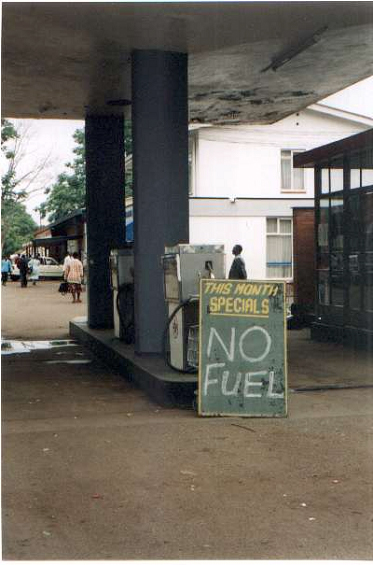 THIS MONTH
SPECIALS
NO
FUEL